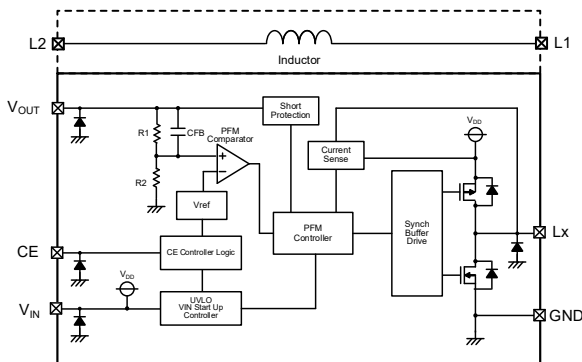 L2
L1
Inductor
VOUT
Short
Protection
VDD
R1
CFB
PFM
Comparator
Current
Sense
+
−
R2
Vref
PFM
Controller
Synch
Buffer
Drive
Lx
CE
CE Controller Logic
VDD
VIN
UVLO
VIN Start Up
Controller
GND